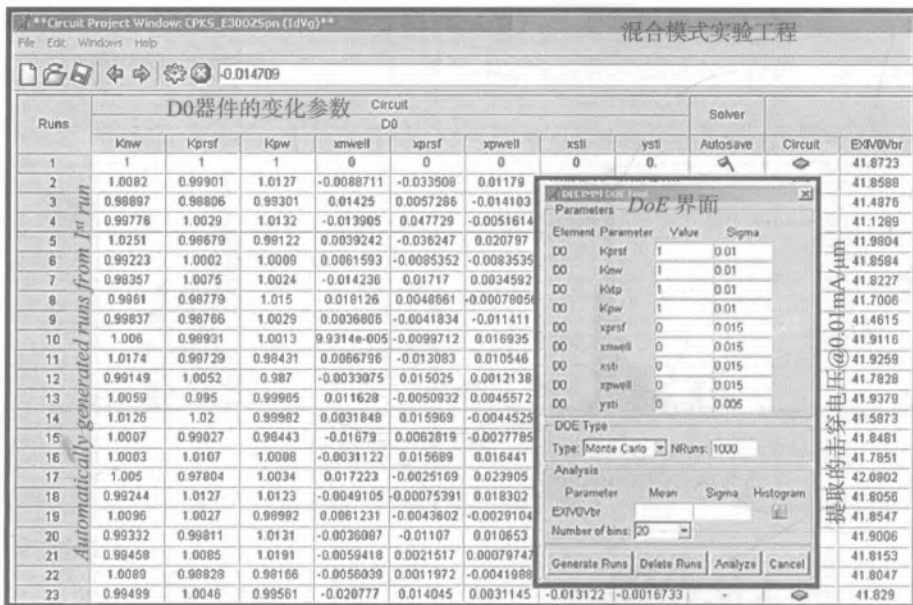 **Circuit Project Window: CPKS_E3002Spn (IdVg)**
File Edit Windows Help
混合模式实验工程
-0.014709
D0器件的变化参数
Circuit
D0
Solver
Runs
Knw Kprsf Kpw xnwell xprsf xpwell xsti ysti Autosave Circuit EXIV0Vbr
1 1 1 1 0 0 0 0 0. 41.8723
2 1.0082 0.99901 1.0127 -0.0088711 -0.033508 0.01179 41.8588
3 0.98897 0.98806 0.99301 0.01425 0.0057286 -0.014103 41.4876
4 0.99776 1.0029 1.0132 -0.013905 0.047729 -0.0051614 41.1289
5 1.0251 0.98679 0.99122 0.0039242 -0.036247 0.020797 41.9804
6 0.99223 1.0002 1.0009 0.0061593 -0.0085352 -0.0083535 41.8584
7 0.98357 1.0075 1.0024 -0.014236 0.01717 0.0034592 41.8227
8 0.9961 0.98779 1.015 0.018126 0.0048661 -0.00078056 41.7006
9 0.99837 0.98766 1.0029 0.0036806 -0.0041834 -0.011411 41.4615
10 1.006 0.98931 1.0013 9.9314e-005 -0.0099712 0.016935 41.9116
11 1.0174 0.99729 0.98431 0.0066796 -0.013083 0.010546 41.9259
12 0.99149 1.0052 0.987 -0.0033075 0.015025 0.0012138 41.7828
13 1.0059 0.995 0.99965 0.011628 -0.0050932 0.0045572 41.9379
14 1.0126 1.02 0.99982 0.0031848 0.015969 -0.0044525 41.5873
15 1.0007 0.99027 0.98443 -0.01679 0.0062819 -0.0027785 41.8481
16 1.0003 1.0107 1.0008 -0.0031122 0.015689 0.016441 41.7851
17 1.005 0.97804 1.0034 0.017223 -0.0025169 0.023905 42.0802
18 0.99244 1.0127 1.0123 -0.0049105 -0.00075391 0.018302 41.8056
19 1.0096 1.0027 0.98992 0.0061231 -0.0043602 -0.0029104 41.8547
20 0.99332 0.99811 1.0131 -0.0036087 -0.01107 0.010653 41.9006
21 0.99458 1.0085 1.0191 -0.0059418 0.0021517 0.00079747 41.8153
22 1.0089 0.98828 0.98166 -0.0056039 0.0011972 -0.0041988 41.8047
23 0.99499 1.0046 0.99561 -0.020777 0.014045 0.0031145 -0.013122 -0.0016733 - 41.829
Automatically generated runs from 1st run
提取的击穿电压@0.01mA/μm
DECIMM DOE Tool
Parameters
DoE 界面
Element Parameter Value Sigma
D0 Kprsf 1 0.01
D0 Knw 1 0.01
D0 Kxtp 1 0.01
D0 Kpw 1 0.01
D0 xprsf 0 0.015
D0 xnwell 0 0.015
D0 xsti 0 0.015
D0 xpwell 0 0.015
D0 ysti 0 0.005
DOE Type
Type: Monte Carlo NRuns: 1000
Analysis
Parameter Mean Sigma Histogram
EXIV0Vbr
Number of bins: 20
Generate Runs Delete Runs Analyze Cancel